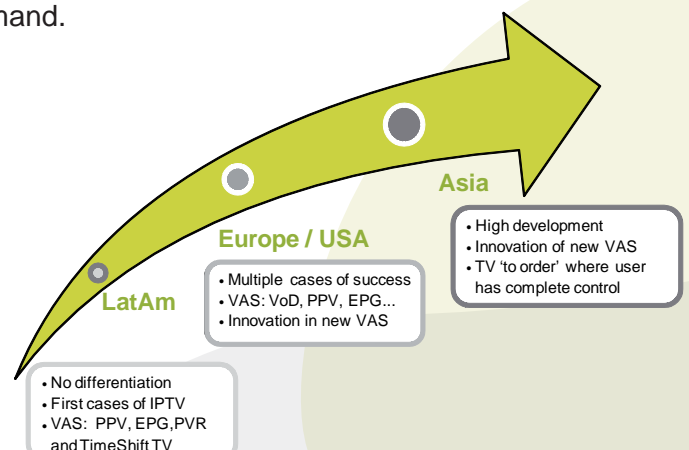 Asia
• High development
• Innovation of new VAS
• TV ‘to order’ where user
has complete control
Europe / USA
• Multiple cases of success
• VAS: VoD, PPV, EPG...
• Innovation in new VAS
LatAm
• No differentiation
• First cases of IPTV
• VAS: PPV, EPG,PVR
and TimeShift TV